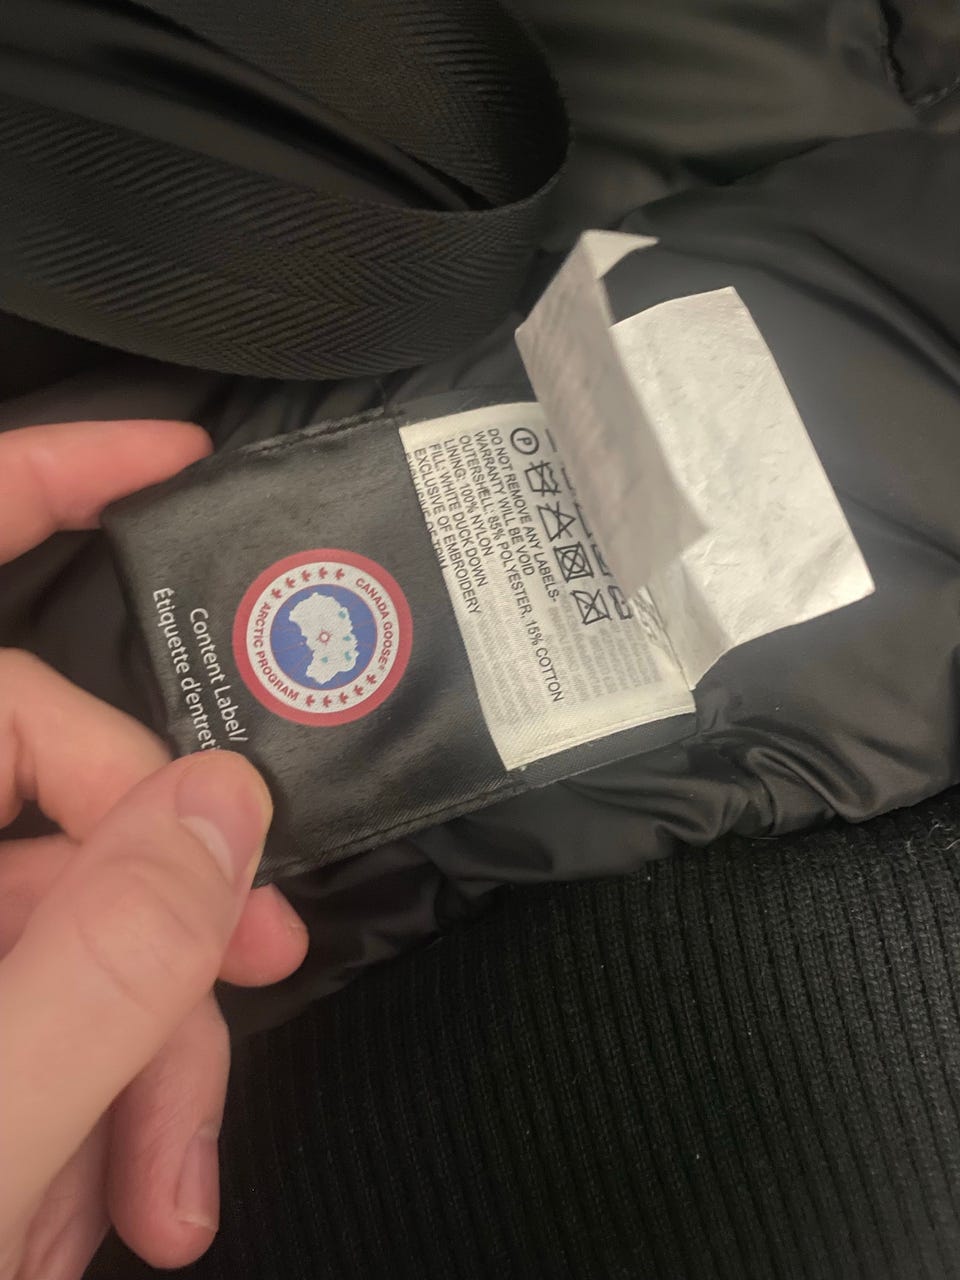 CANADA GOOSE®
ARCTIC PROGRAM
Content Label/
P
DO NOT REMOVE ANY LABELS-
WARRANTY WILL BE VOID
OUTERSHELL: 85% POLYESTER, 15% COTTON
LINING: 100% NYLON
FILL: WHITE DUCK DOWN
EXCLUSIVE OF EMBROIDERY
Étiquette